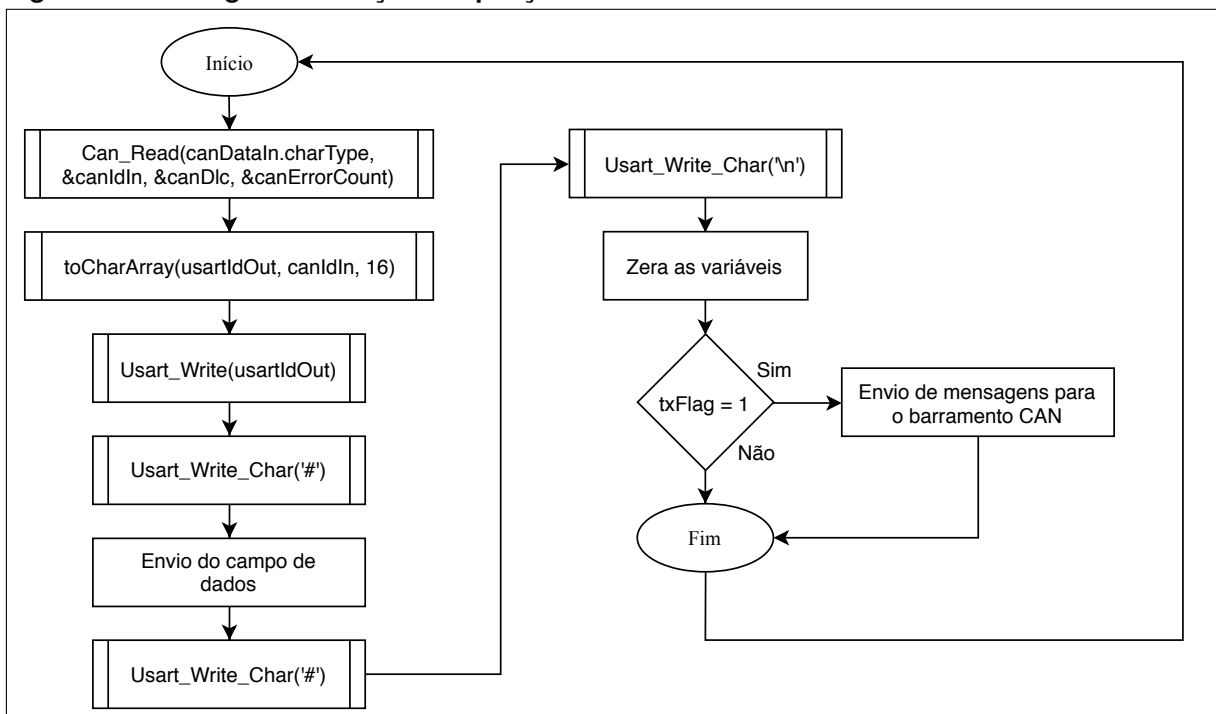 Início
Can_Read(canDataIn.charType,
&canIdIn, &canDlc, &canErrorCount)
toCharArray(usartIdOut, canIdIn, 16)
Usart_Write(usartIdOut)
Usart_Write_Char('#')
Envio do campo de
dados
Usart_Write_Char('#')
Usart_Write_Char('\n')
Zera as variáveis
txFlag = 1
Sim
Envio de mensagens para
o barramento CAN
Não
Fim